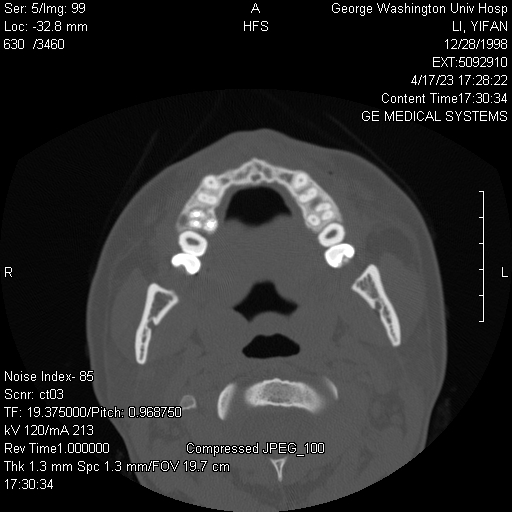 Ser: 5/Img: 99
Loc: -32.8 mm
630 /3460
A
HFS
George Washington Univ Hosp
LI, YIFAN
12/28/1998
EXT:5092910
4/17/23 17:28:22
Content Time17:30:34
GE MEDICAL SYSTEMS
R
L
Noise Index- 85
Scnr: ct03
TF: 19.375000/Pitch: 0.968750
kV 120/mA 213
Rev Time1.000000
Compressed JPEG_100
Thk 1.3 mm Spc 1.3 mm/FOV 19.7 cm
17:30:34